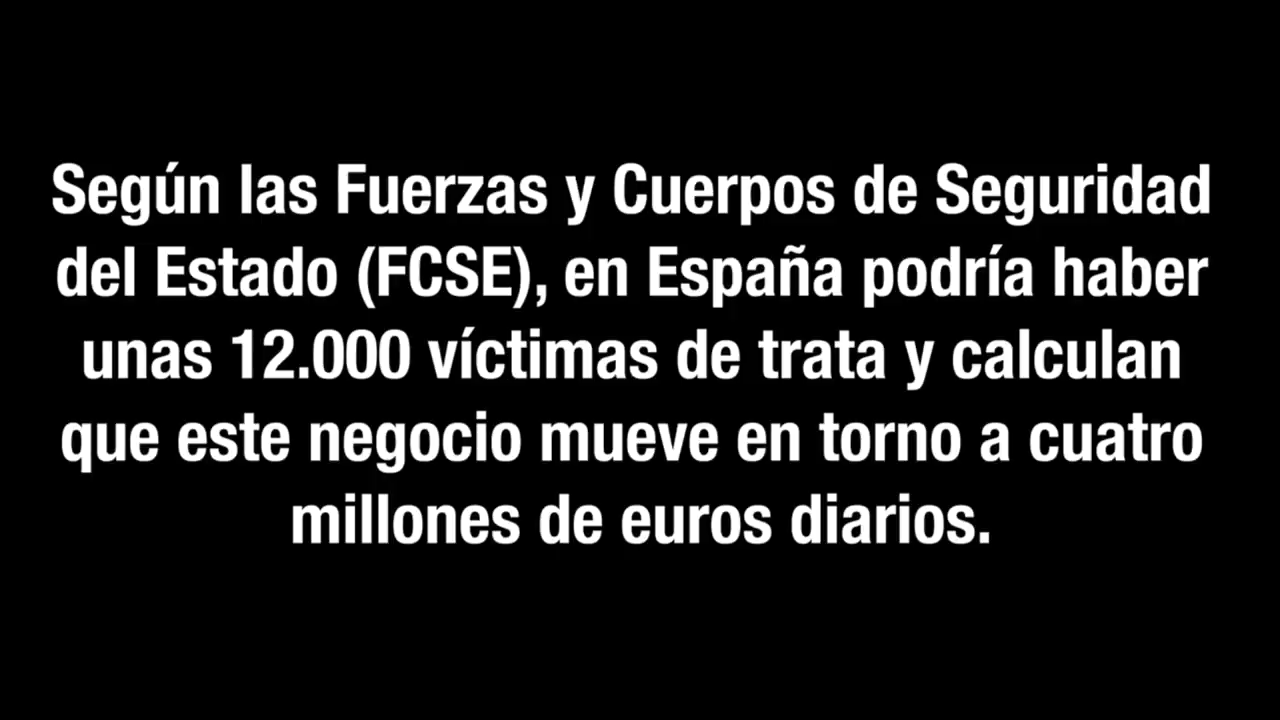 Según las Fuerzas y Cuerpos de Seguridad
del Estado (FCSE), en España podría haber
unas 12.000 víctimas de trata y calculan
que este negocio mueve en torno a cuatro
millones de euros diarios.